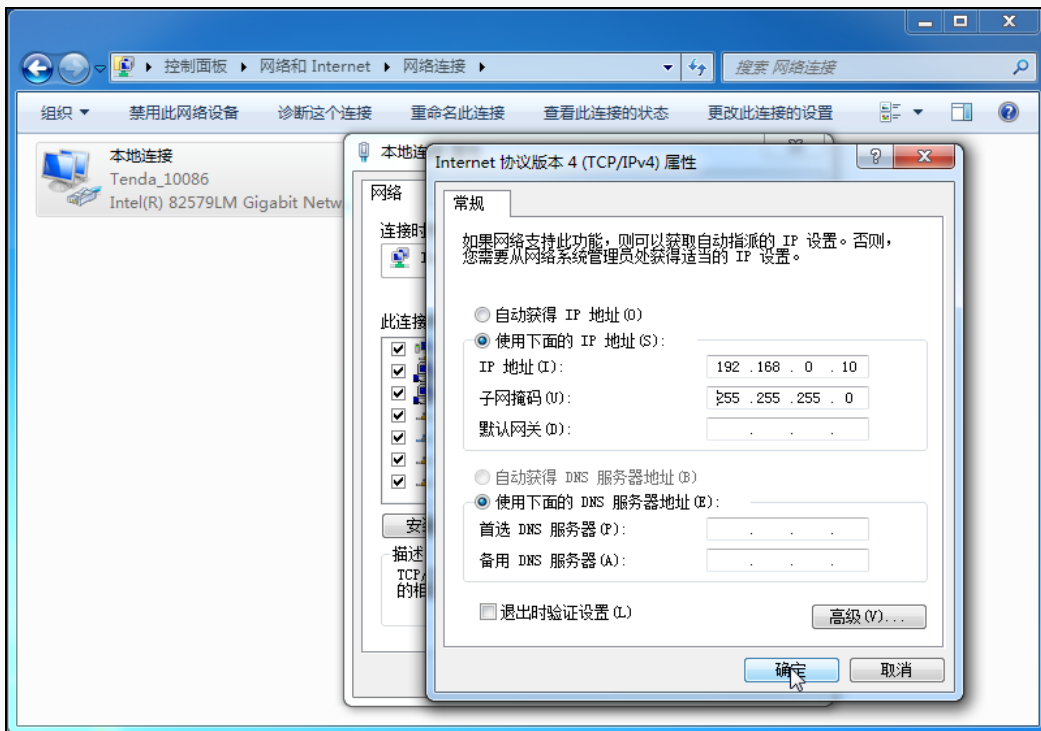 控制面板 网络和 Internet 网络连接
搜索 网络连接
组织 禁用此网络设备 诊断这个连接 重命名此连接 查看此连接的状态 更改此连接的设置
本地连接
Tenda_10086
Intel(R) 82579LM Gigabit Netw
本地连
网络
连接时
此连接
描述
TCP/
的相
Internet 协议版本 4 (TCP/IPv4) 属性
常规
如果网络支持此功能，则可以获取自动指派的 IP 设置。否则，
您需要从网络系统管理员处获得适当的 IP 设置。
自动获得 IP 地址(O)
使用下面的 IP 地址(S):
IP 地址(I): 192 .168 . 0 . 10
子网掩码(U): 255 .255 .255 . 0
默认网关(D): . . .
自动获得 DNS 服务器地址(B)
使用下面的 DNS 服务器地址(E):
首选 DNS 服务器(P): . . .
备用 DNS 服务器(A): . . .
退出时验证设置(L)
高级(V)...
确定 取消